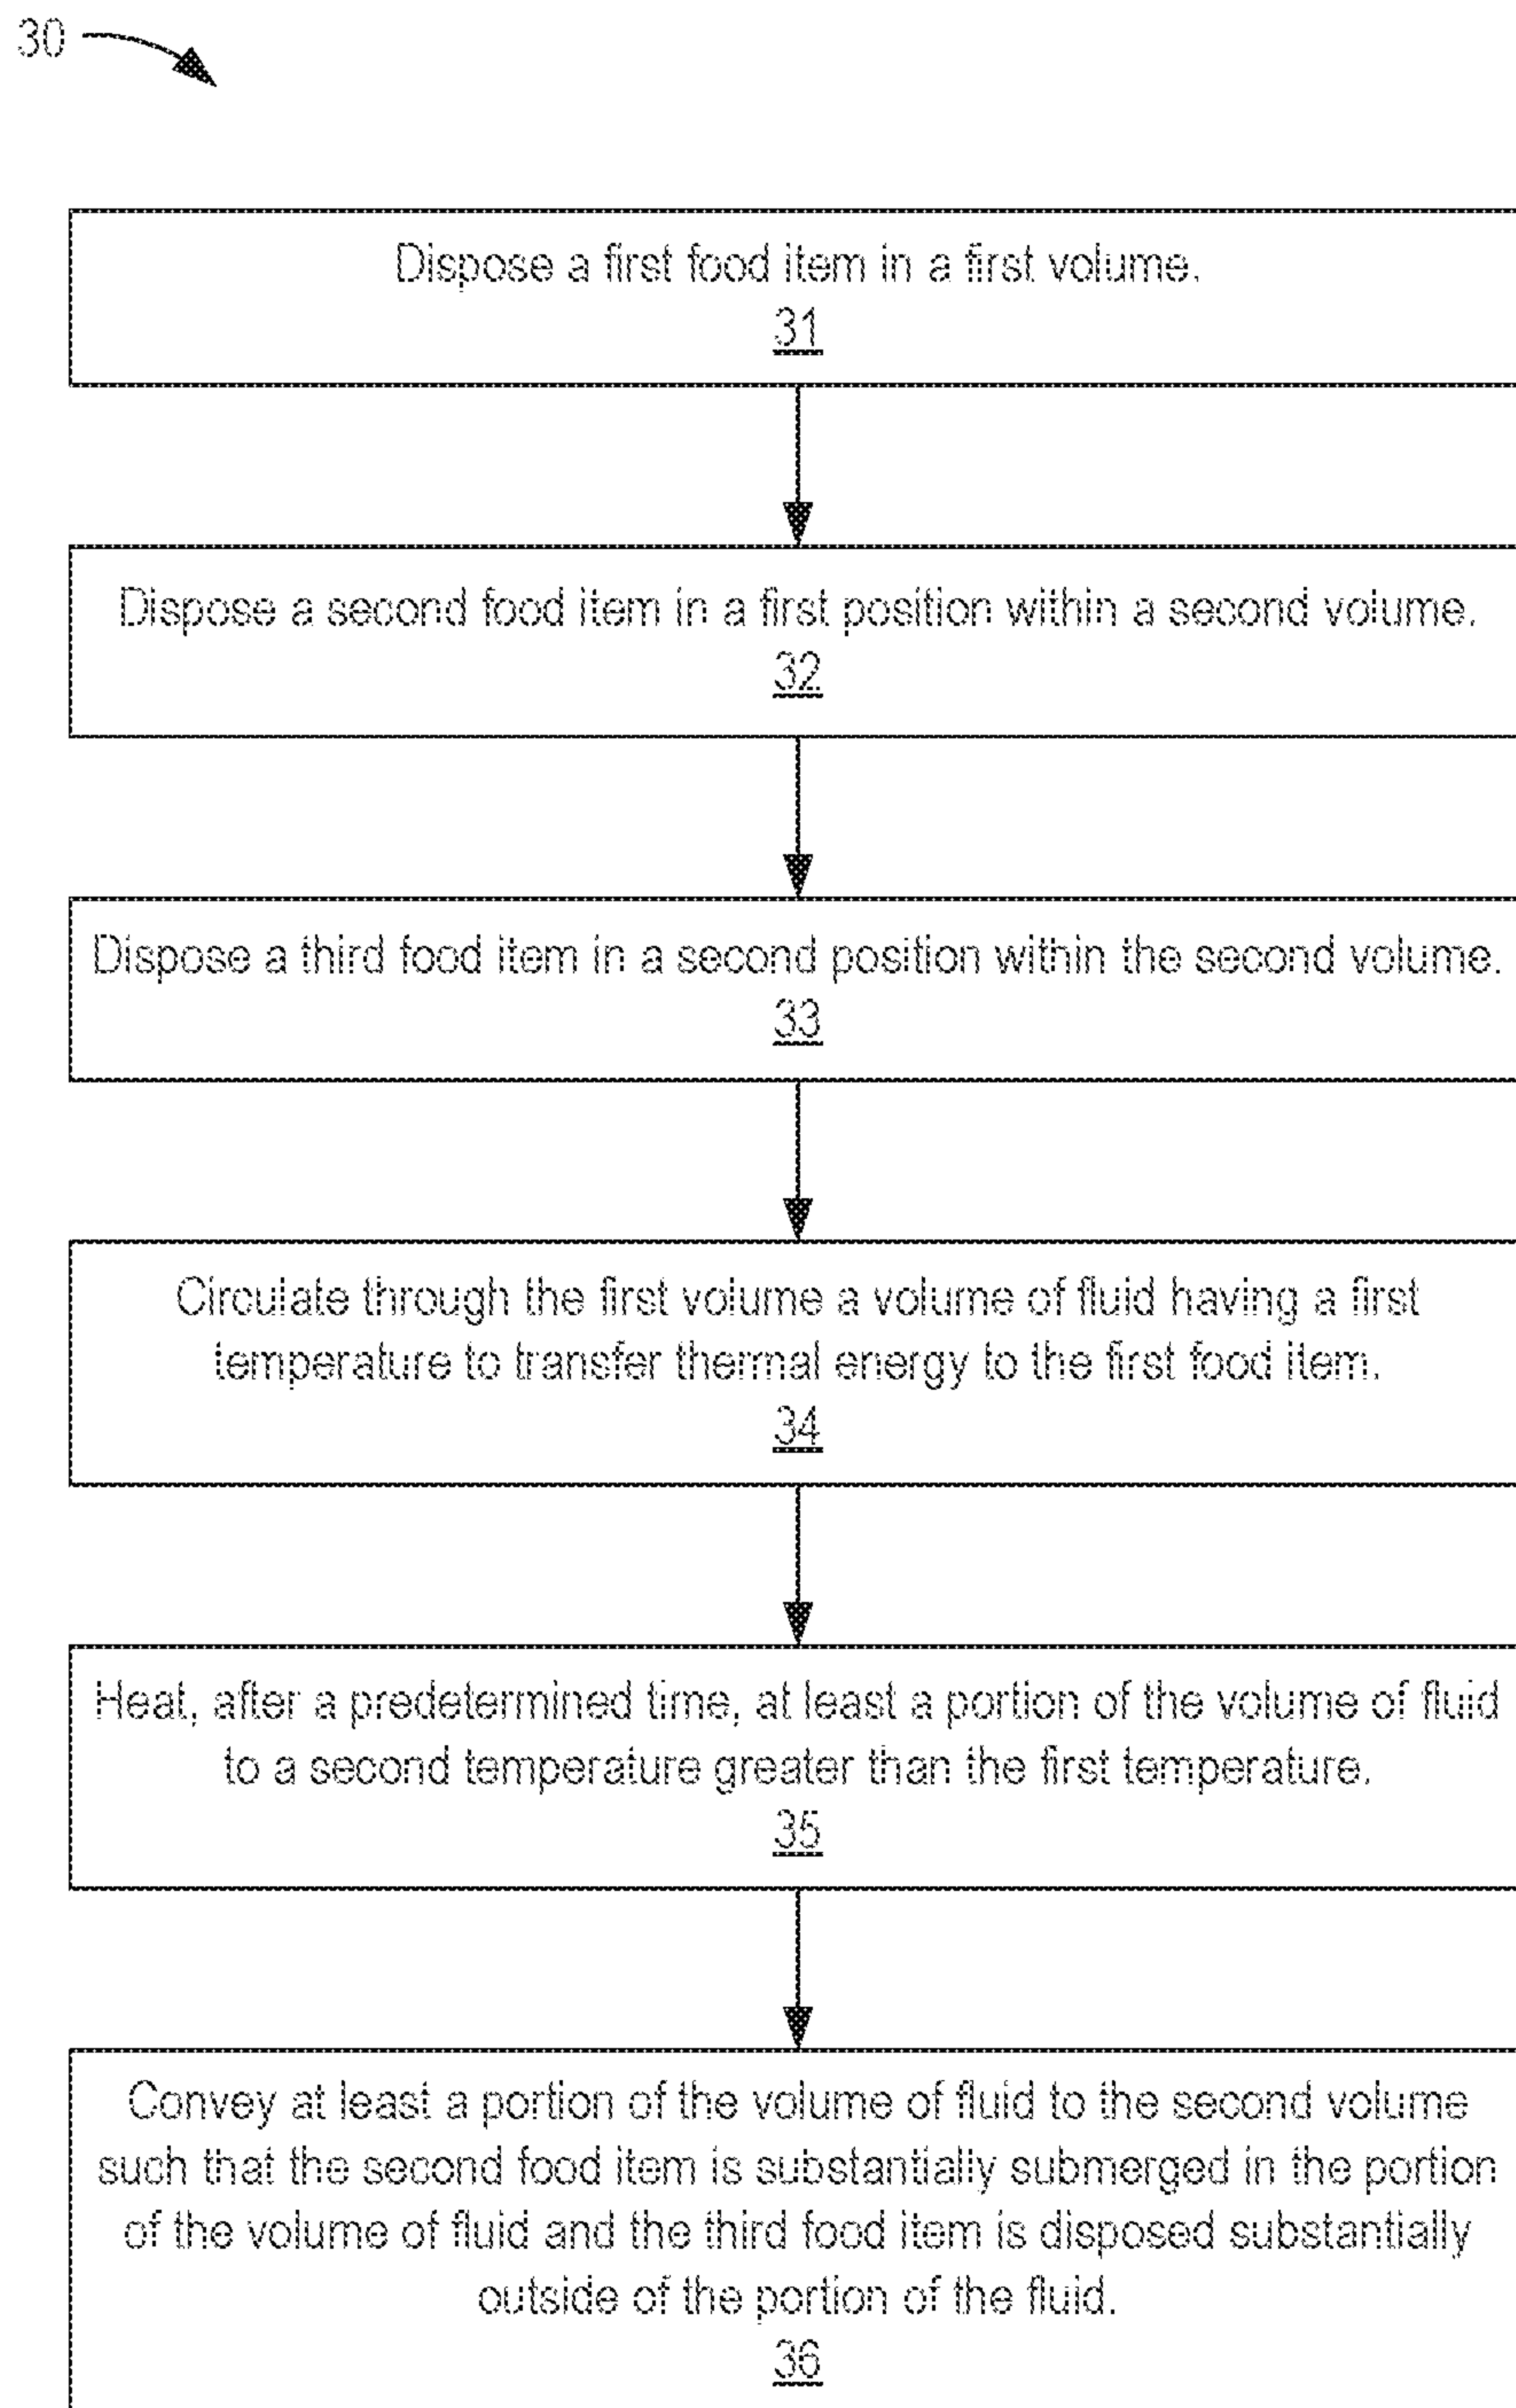 30
Dispose a first food item in a first volume.
31
Dispose a second food item in a first position within a second volume.
32
Dispose a third food item in a second position within the second volume.
33
Circulate through the first volume a volume of fluid having a first
temperature to transfer thermal energy to the first food item.
34
Heat, after a predetermined time, at least a portion of the volume of fluid
to a second temperature greater than the first temperature.
35
Convey at least a portion of the volume of fluid to the second volume
such that the second food item is substantially submerged in the portion
of the volume of fluid and the third food item is disposed substantially
outside of the portion of the fluid.
36